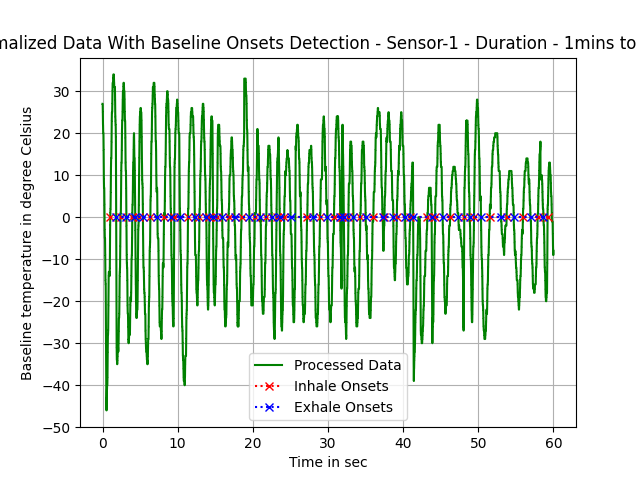 malized Data With Baseline Onsets Detection - Sensor-1 - Duration - 1mins to
Baseline temperature in degree Celsius
30
20
10
0
−10
−20
−30
−40
−50
Processed Data
Inhale Onsets
Exhale Onsets
0 10 20 30 40 50 60
Time in sec